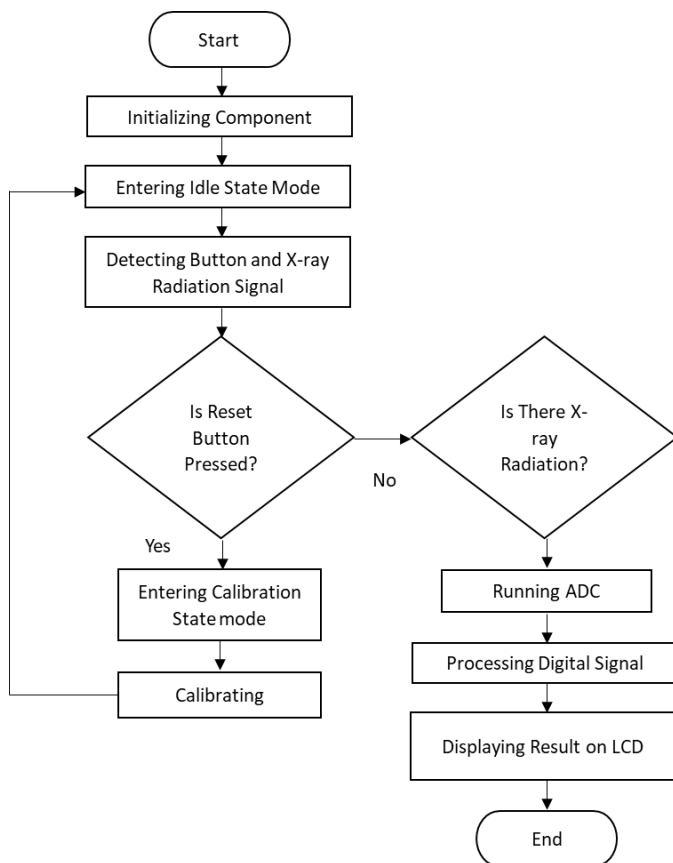 Start
Initializing Component
Entering Idle State Mode
Detecting Button and X-ray
Radiation Signal
Is Reset
Button
Pressed?
No
Is There X-
ray
Radiation?
Yes
Entering Calibration
State mode
Calibrating
Running ADC
Processing Digital Signal
Displaying Result on LCD
End